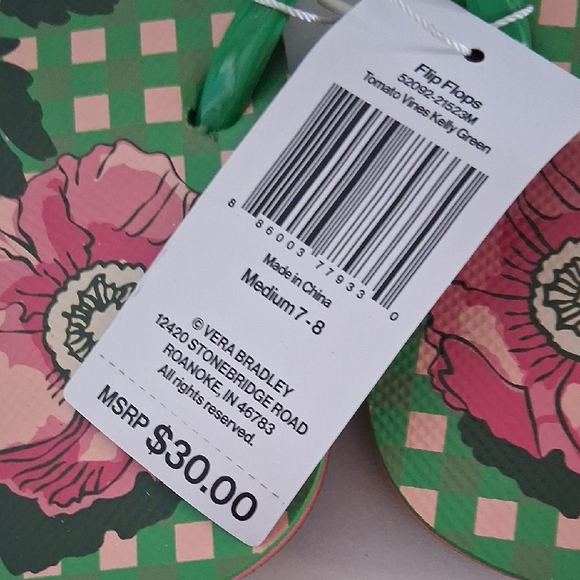 Flip Flops
52092-21523M
Tomato Vines Kelly Green
8 86003 77933 0
Made in China
Medium 7 - 8
© VERA BRADLEY
12420 STONEBRIDGE ROAD
ROANOKE, IN 46783
All rights reserved.
MSRP $30.00